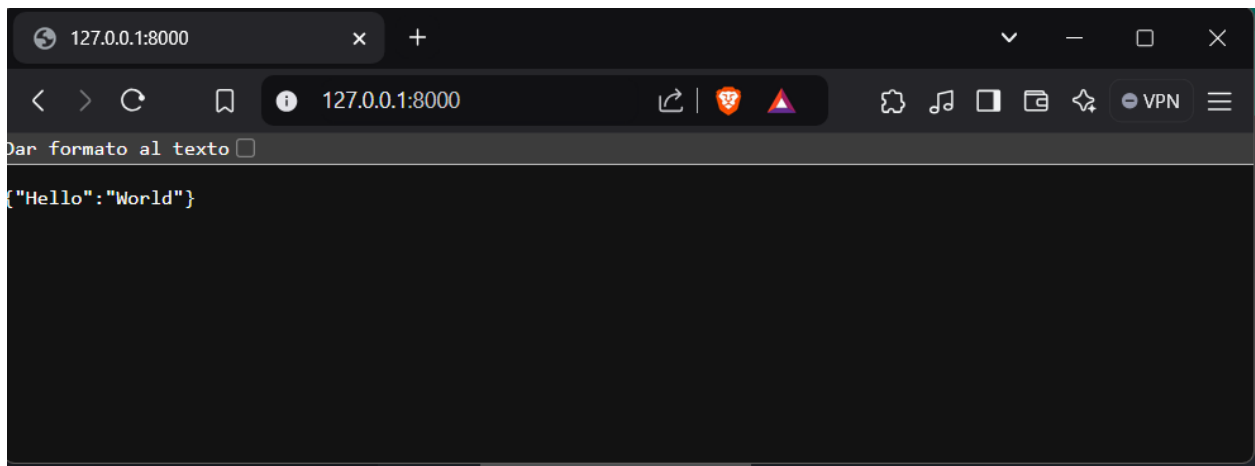 127.0.0.1:8000
127.0.0.1:8000
VPN
Dar formato al texto
{"Hello":"World"}